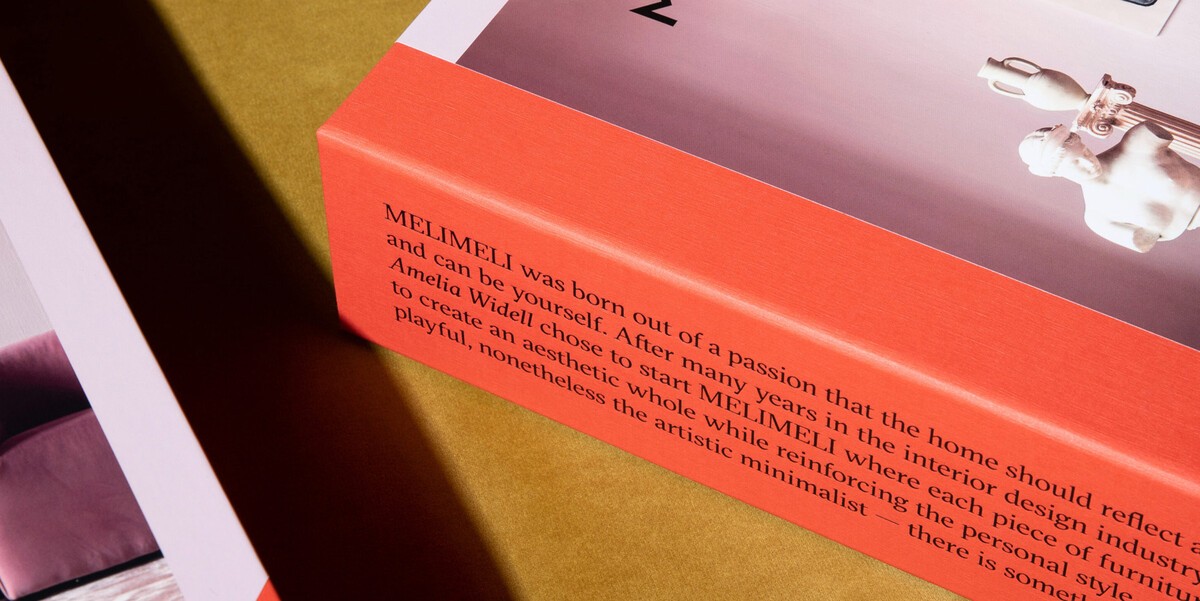 MELIMELI was born out of a passion that the home should reflect a
and can be yourself. After many years in the interior design industry
Amelia Widell chose to start MELIMELI where each piece of furnitu
to create an aesthetic whole while reinforcing the personal style
playful, nonetheless the artistic minimalist — there is someth